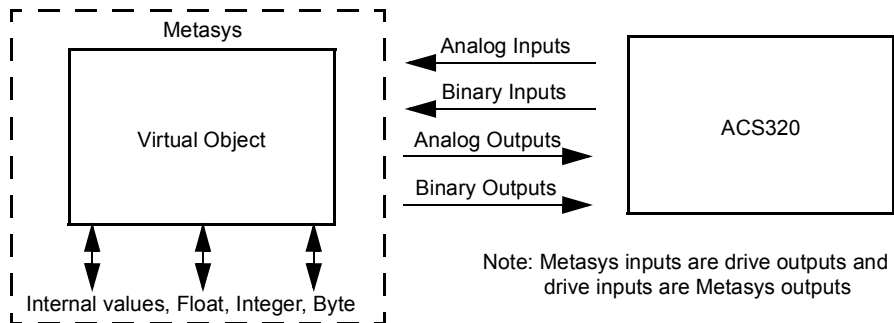 Metasys
Virtual Object
Internal values, Float, Integer, Byte
Analog Inputs
Binary Inputs
Analog Outputs
Binary Outputs
ACS320
Note: Metasys inputs are drive outputs and
drive inputs are Metasys outputs